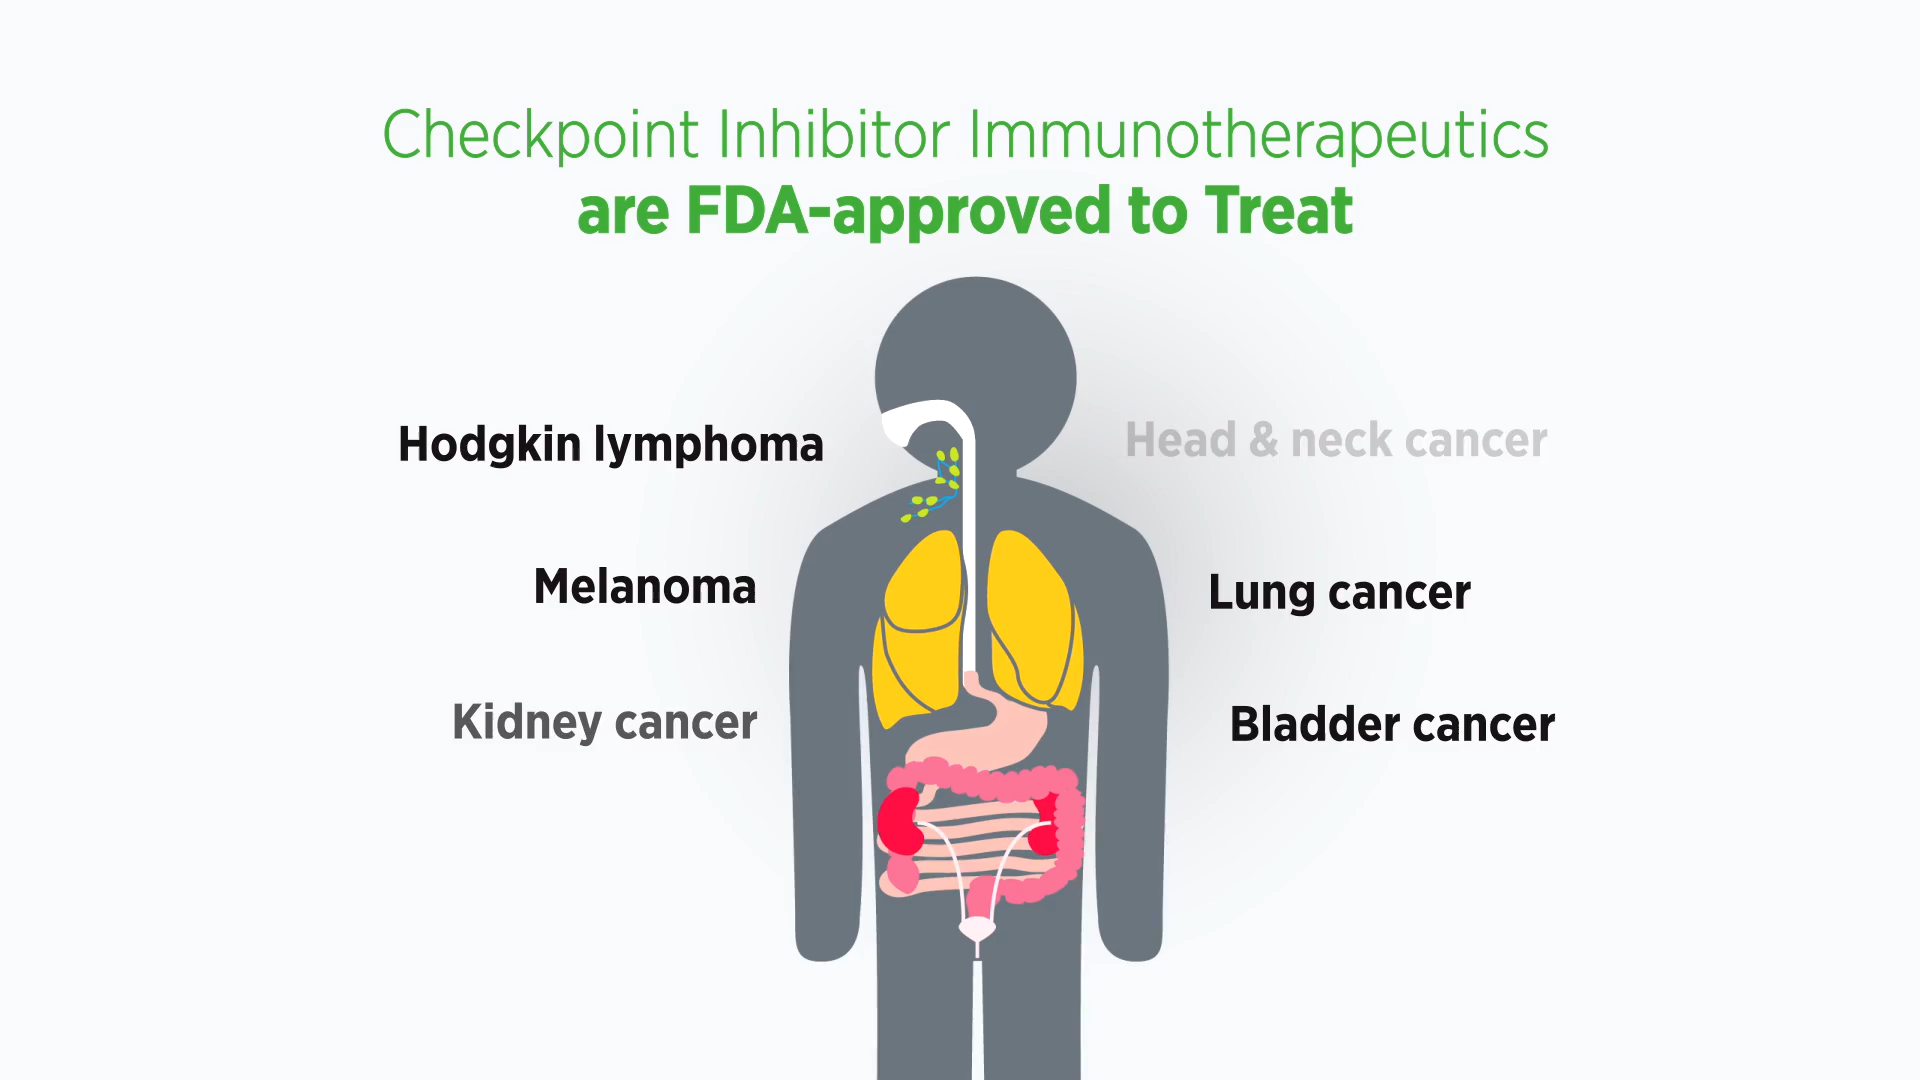 Checkpoint Inhibitor Immunotherapeutics
are FDA-approved to Treat
Hodgkin lymphoma
Head & neck cancer
Melanoma
Lung cancer
Kidney cancer
Bladder cancer